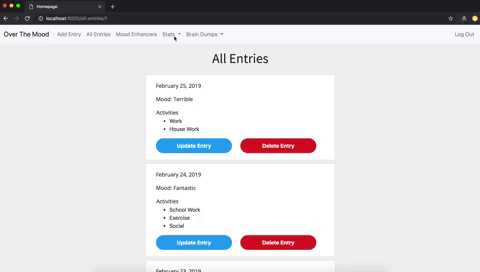 Homepage
localhost:5000/all-entries/1
Over The Mood Add Entry All Entries Mood Enhancers Stats Brain Dumps Log Out
All Entries
February 25, 2019
Mood: Terrible
Activities
• Work
• House Work
Update Entry Delete Entry
February 24, 2019
Mood: Fantastic
Activities
• School Work
• Exercise
• Social
Update Entry Delete Entry
February 23, 2019